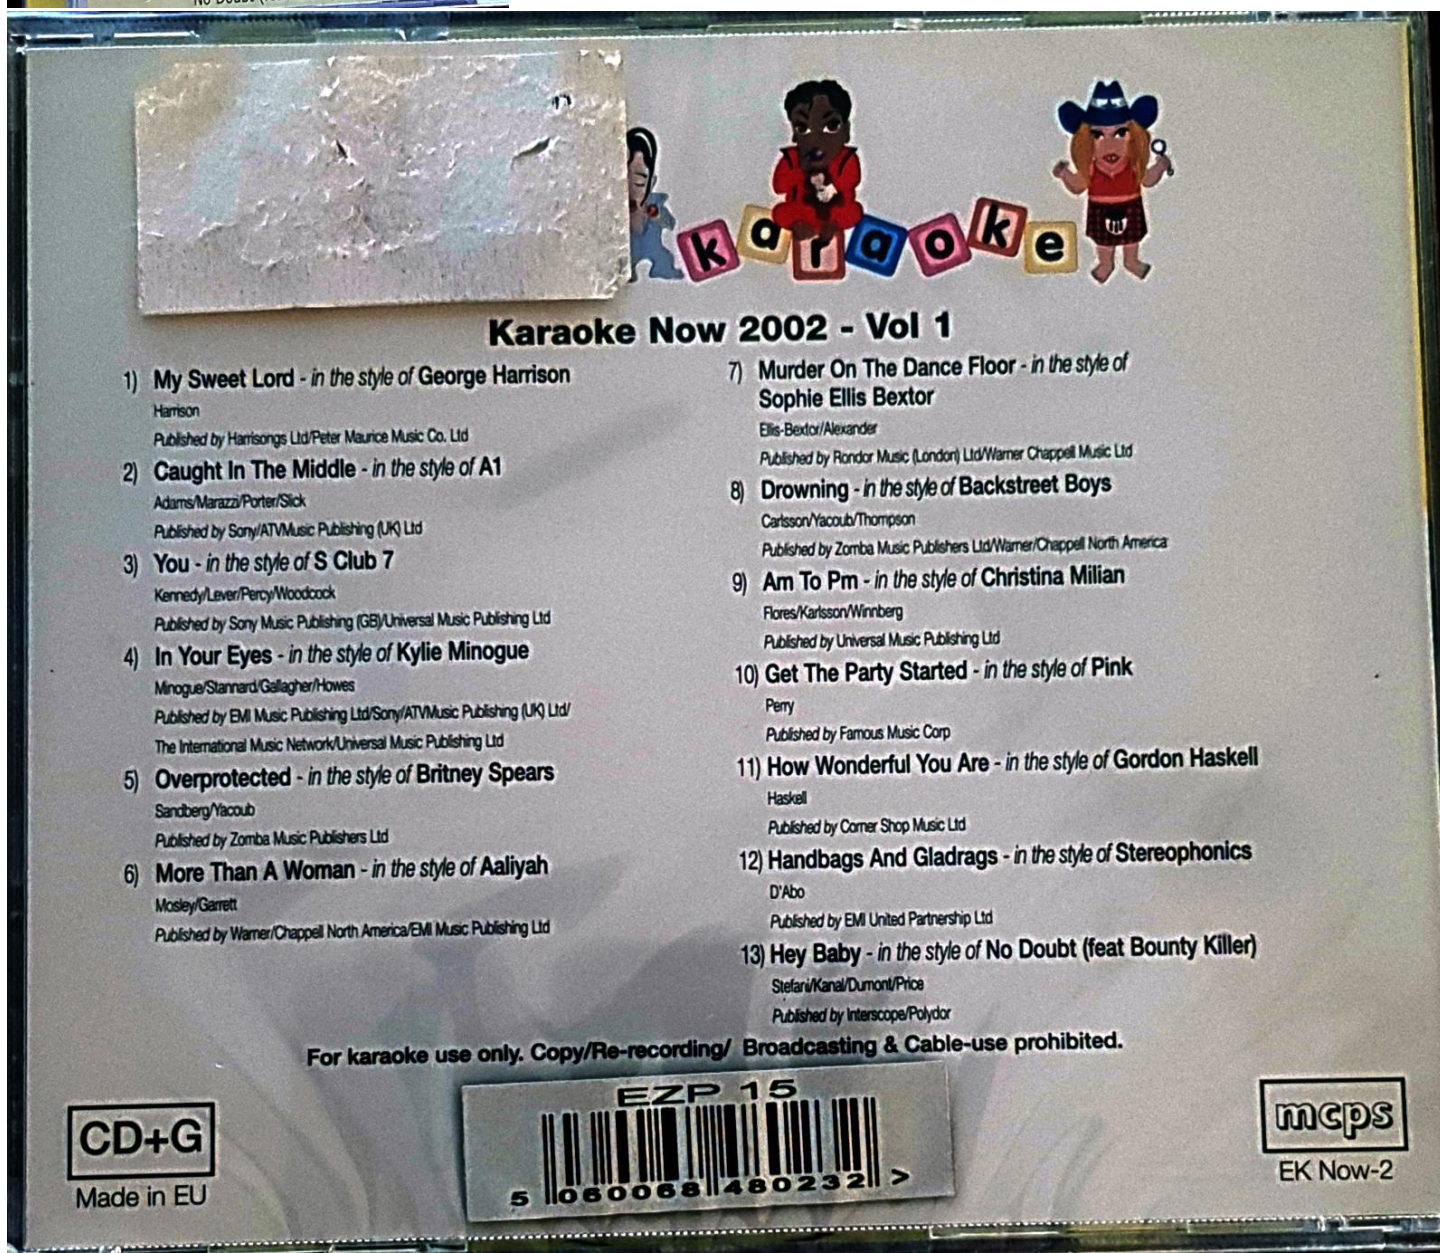 No Doubt
karaoke
Karaoke Now 2002 - Vol 1
1) My Sweet Lord - in the style of George Harrison
Harrison
Published by Harrisongs Ltd/Peter Maurice Music Co. Ltd
2) Caught In The Middle - in the style of A1
Adams/Marazzi/Porter/Slick
Published by Sony/ATVMusic Publishing (UK) Ltd
3) You - in the style of S Club 7
Kennedy/Lever/Percy/Woodcock
Published by Sony Music Publishing (GB)/Universal Music Publishing Ltd
4) In Your Eyes - in the style of Kylie Minogue
Minogue/Stannard/Gallagher/Howes
Published by EMI Music Publishing Ltd/Sony/ATVMusic Publishing (UK) Ltd/
The International Music Network/Universal Music Publishing Ltd
5) Overprotected - in the style of Britney Spears
Sandberg/Yacoub
Published by Zomba Music Publishers Ltd
6) More Than A Woman - in the style of Aaliyah
Mosley/Garrett
Published by Warner/Chappell North America/EMI Music Publishing Ltd
7) Murder On The Dance Floor - in the style of
Sophie Ellis Bextor
Ellis-Bextor/Alexander
Published by Rondor Music (London) Ltd/Warner Chappell Music Ltd
8) Drowning - in the style of Backstreet Boys
Carlsson/Yacoub/Thompson
Published by Zomba Music Publishers Ltd/Warner/Chappell North America
9) Am To Pm - in the style of Christina Milian
Flores/Karlsson/Winnberg
Published by Universal Music Publishing Ltd
10) Get The Party Started - in the style of Pink
Perry
Published by Famous Music Corp
11) How Wonderful You Are - in the style of Gordon Haskell
Haskell
Published by Corner Shop Music Ltd
12) Handbags And Gladrags - in the style of Stereophonics
D'Abo
Published by EMI United Partnership Ltd
13) Hey Baby - in the style of No Doubt (feat Bounty Killer)
Stefani/Kanal/Dumont/Price
Published by Interscope/Polydor
For karaoke use only. Copy/Re-recording/ Broadcasting & Cable-use prohibited.
CD+G
Made in EU
EZP 15
5 060068 480232 >
mcps
EK Now-2